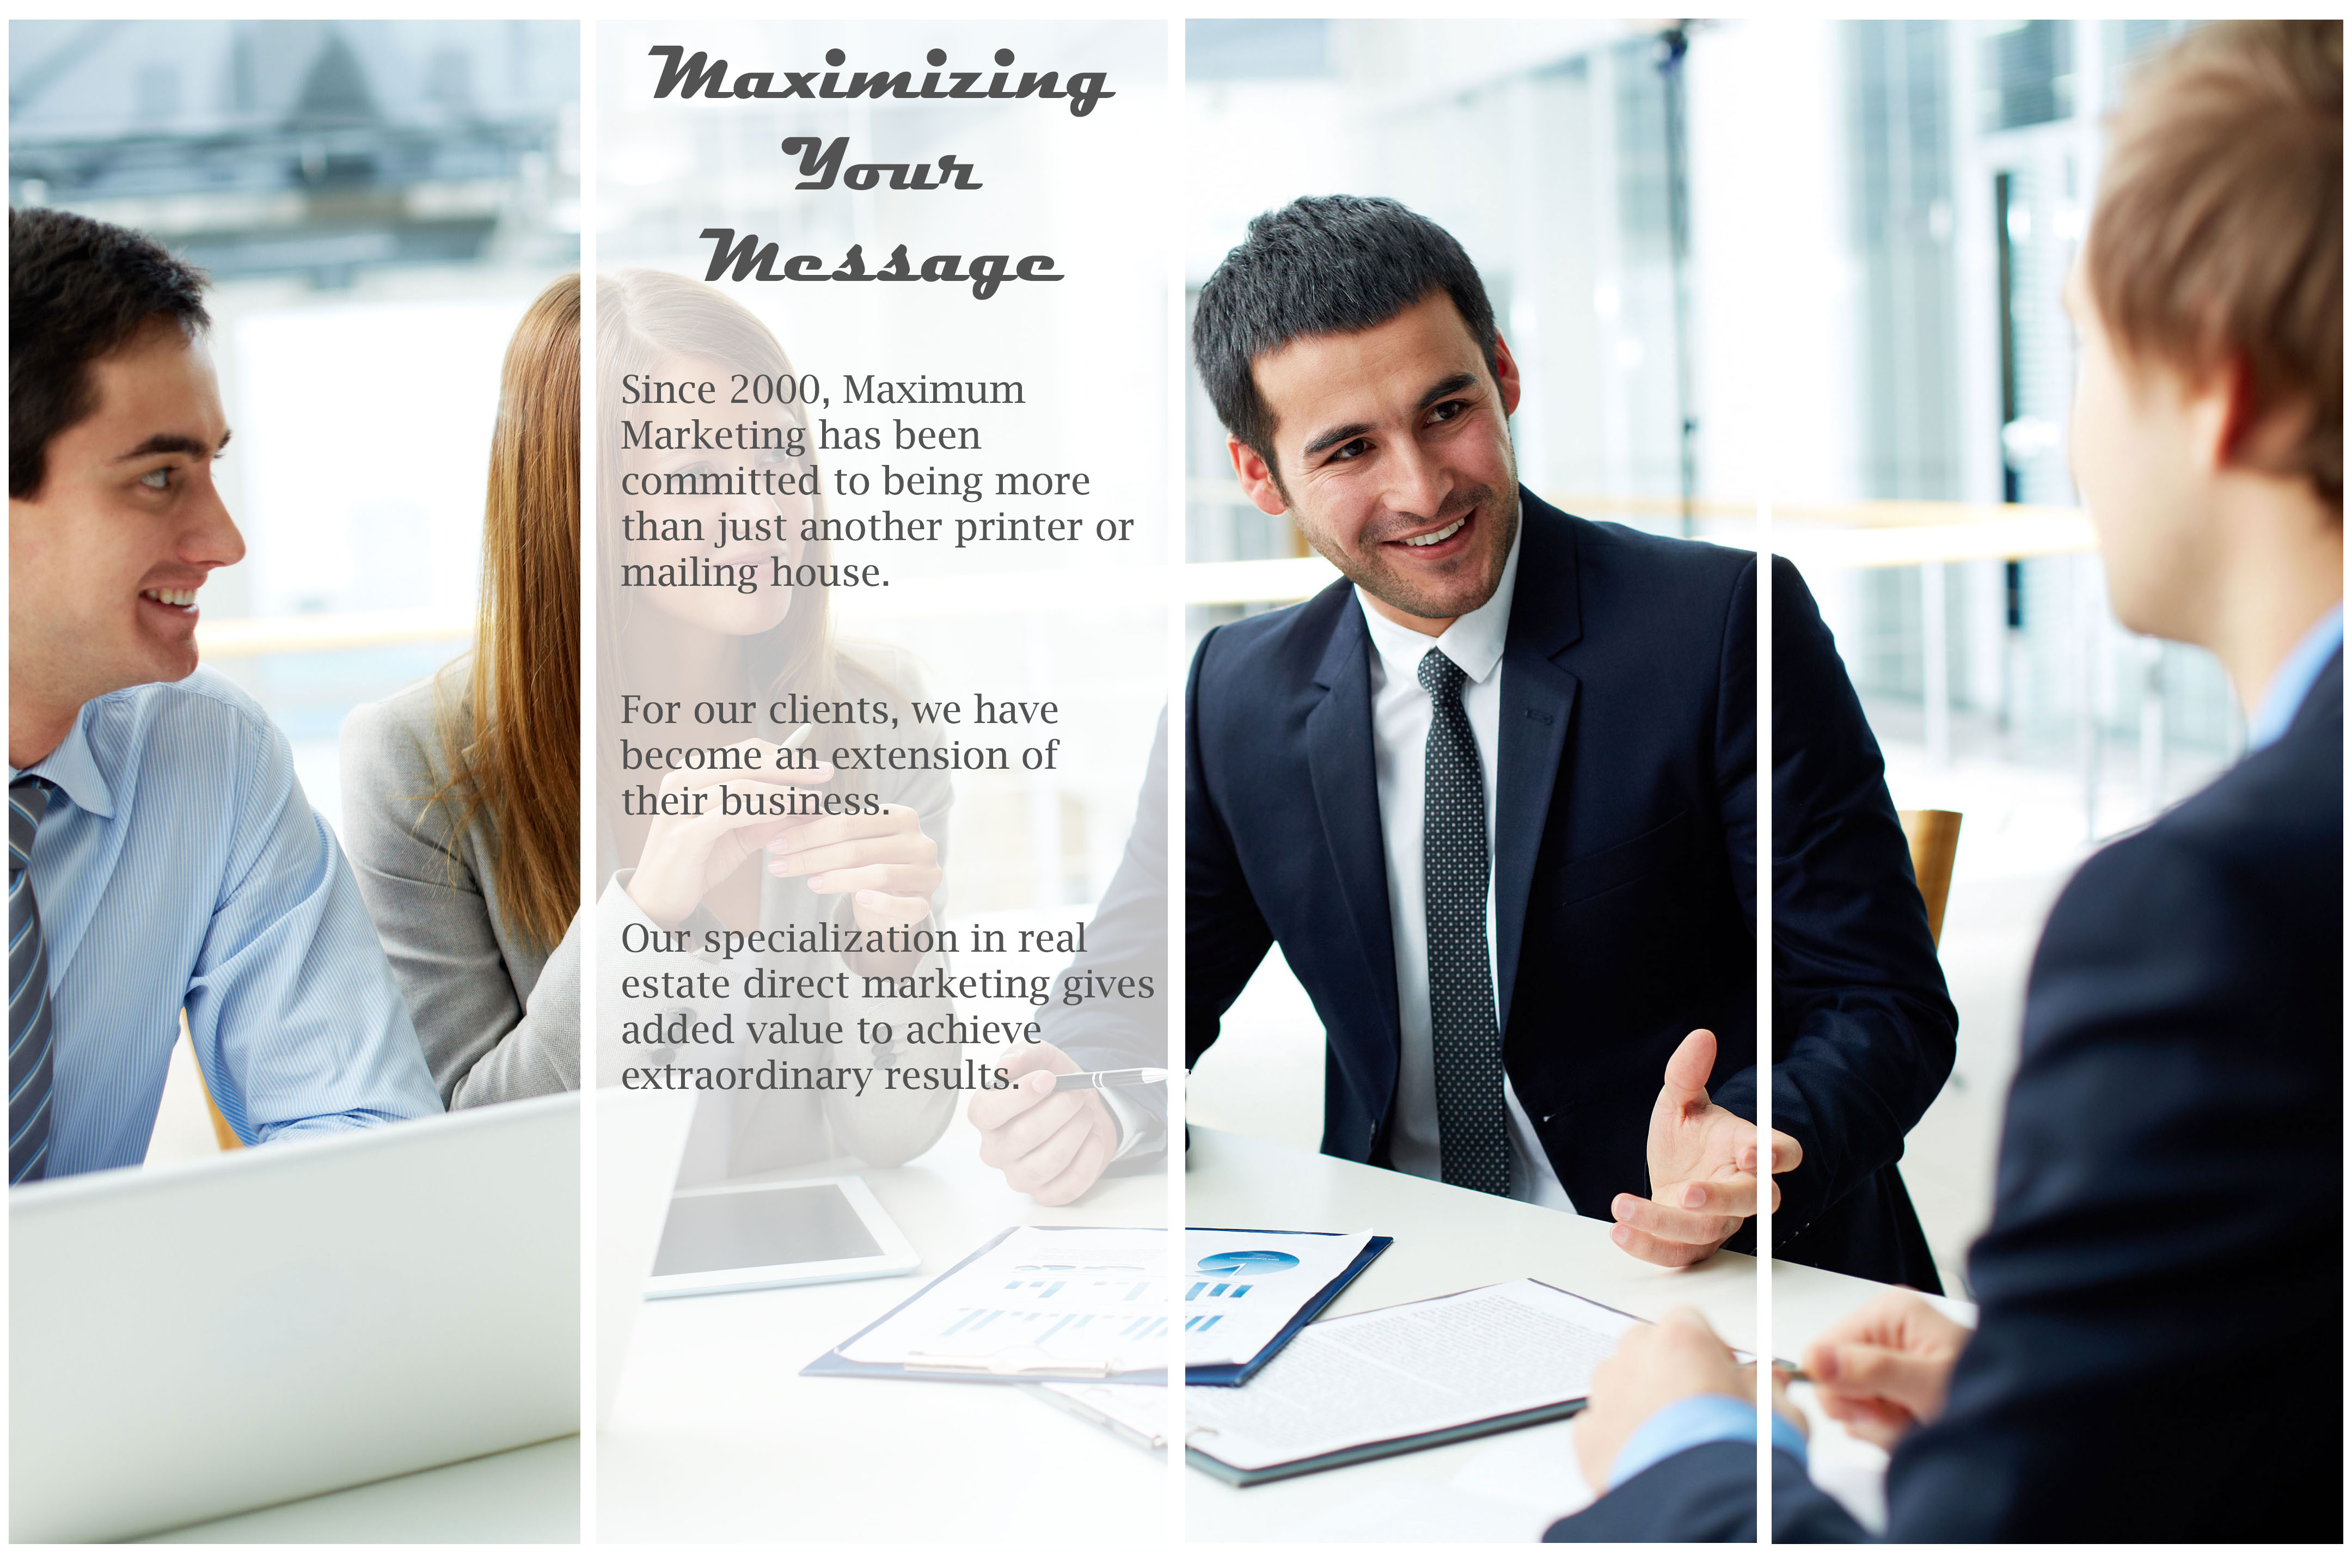 Maximizing
Your
Message
Since 2000, Maximum
Marketing has been
committed to being more
than just another printer or
mailing house.
For our clients, we have
become an extension of
their business.
Our specialization in real
estate direct marketing gives
added value to achieve
extraordinary results.